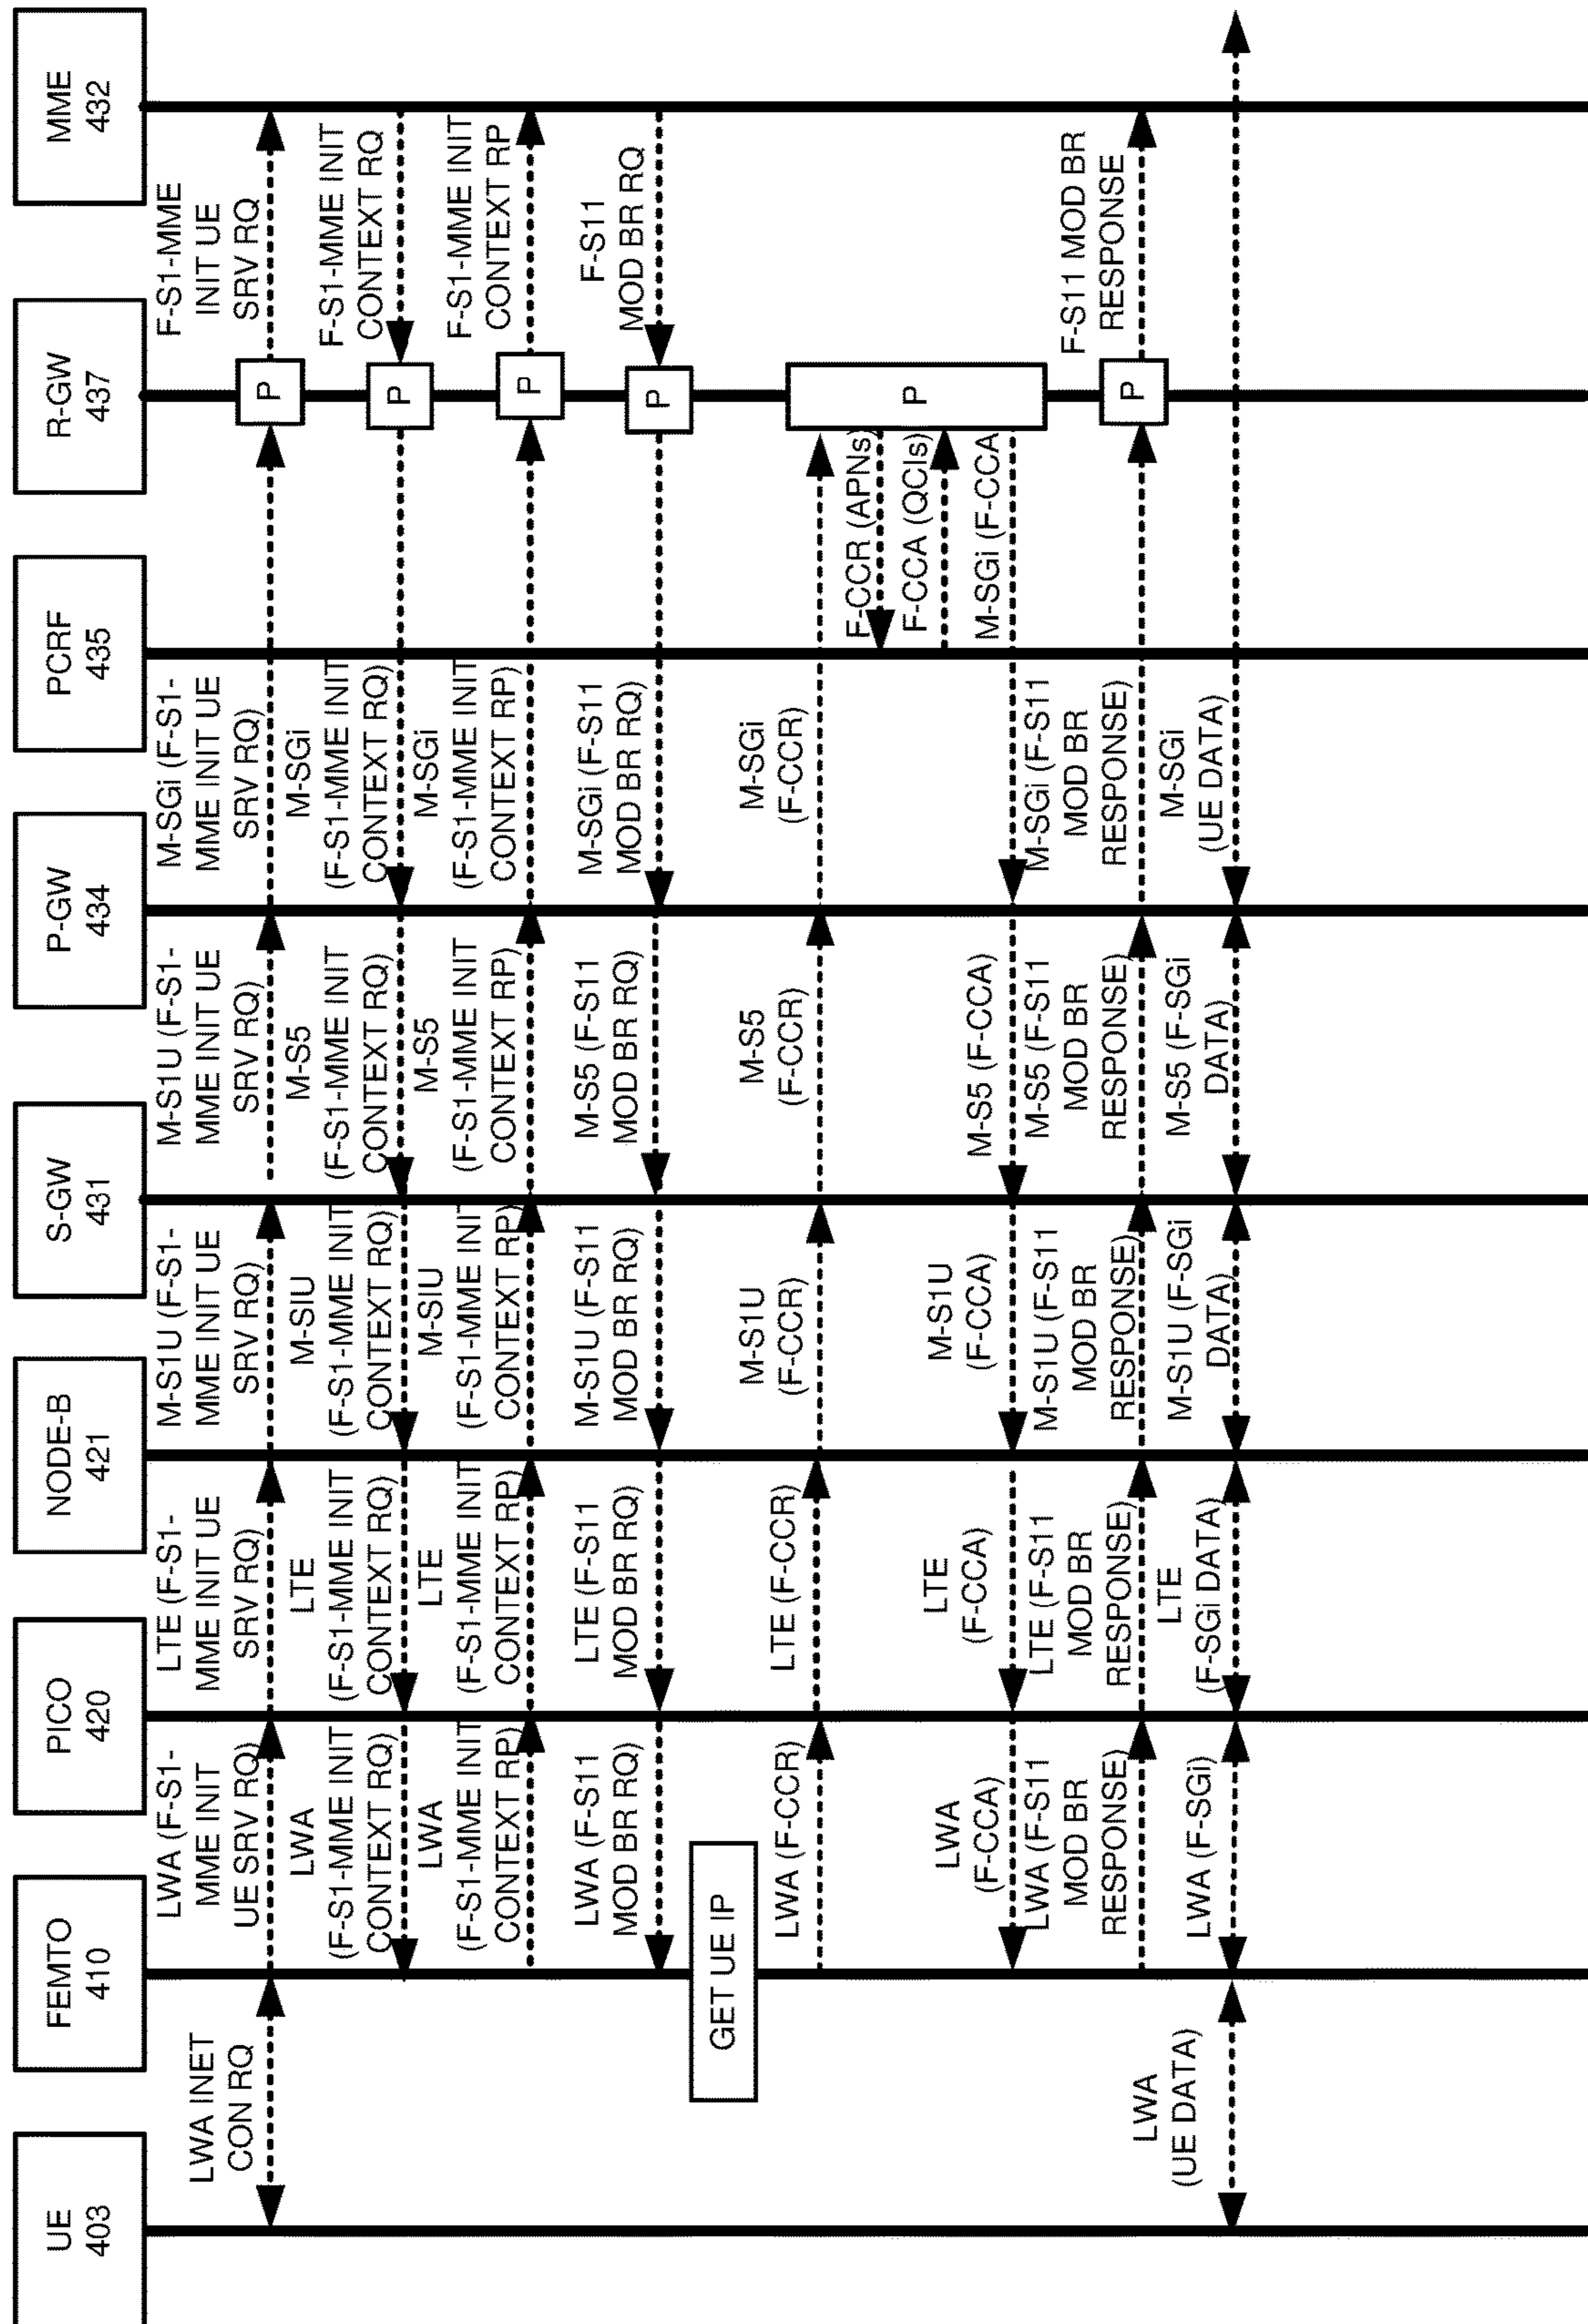 UE
403
FEMTO
410
PICO
420
NODE-B
421
S-GW
431
P-GW
434
PCRF
435
R-GW
437
MME
432
LWA INET
CON RQ
LWA (F-S1-
MME INIT
UE SRV RQ)
LTE (F-S1-
MME INIT UE
SRV RQ)
M-S1U (F-S1-
MME INIT UE
SRV RQ)
M-S1U (F-S1-
MME INIT UE
SRV RQ)
M-SGi (F-S1-
MME INIT UE
SRV RQ)
P
F-S1-MME
INIT UE
SRV RQ
LWA
(F-S1-MME INIT
CONTEXT RQ)
LTE
(F-S1-MME INIT
CONTEXT RQ)
M-SIU
(F-S1-MME INIT
CONTEXT RQ)
M-S5
(F-S1-MME INIT
CONTEXT RQ)
M-SGi
(F-S1-MME INIT
CONTEXT RQ)
P
F-S1-MME INIT
CONTEXT RQ
LWA
(F-S1-MME INIT
CONTEXT RP)
LTE
(F-S1-MME INIT
CONTEXT RP)
M-SIU
(F-S1-MME INIT
CONTEXT RP)
M-S5
(F-S1-MME INIT
CONTEXT RP)
M-SGi
(F-S1-MME INIT
CONTEXT RP)
P
F-S1-MME INIT
CONTEXT RP
LWA (F-S11
MOD BR RQ)
LTE (F-S11
MOD BR RQ)
M-S1U (F-S11
MOD BR RQ)
M-S5 (F-S11
MOD BR RQ)
M-SGi (F-S11
MOD BR RQ)
P
F-S11
MOD BR RQ
GET UE IP
LWA (F-CCR)
LTE (F-CCR)
M-S1U
(F-CCR)
M-S5
(F-CCR)
M-SGi
(F-CCR)
P
F-CCR (APNs)
F-CCA (QCIs)
LWA
(F-CCA)
LTE
(F-CCA)
M-S1U
(F-CCA)
M-S5 (F-CCA)
M-SGi (F-CCA
LWA (F-S11
MOD BR
RESPONSE)
LTE (F-S11
MOD BR
RESPONSE)
M-S1U (F-S11
MOD BR
RESPONSE)
M-S5 (F-S11
MOD BR
RESPONSE)
M-SGi (F-S11
MOD BR
RESPONSE)
P
F-S11 MOD BR
RESPONSE
LWA
(UE DATA)
LWA (F-SGi)
LTE
(F-SGi DATA)
M-S1U (F-SGi
DATA)
M-S5 (F-SGi
DATA)
M-SGi
(UE DATA)